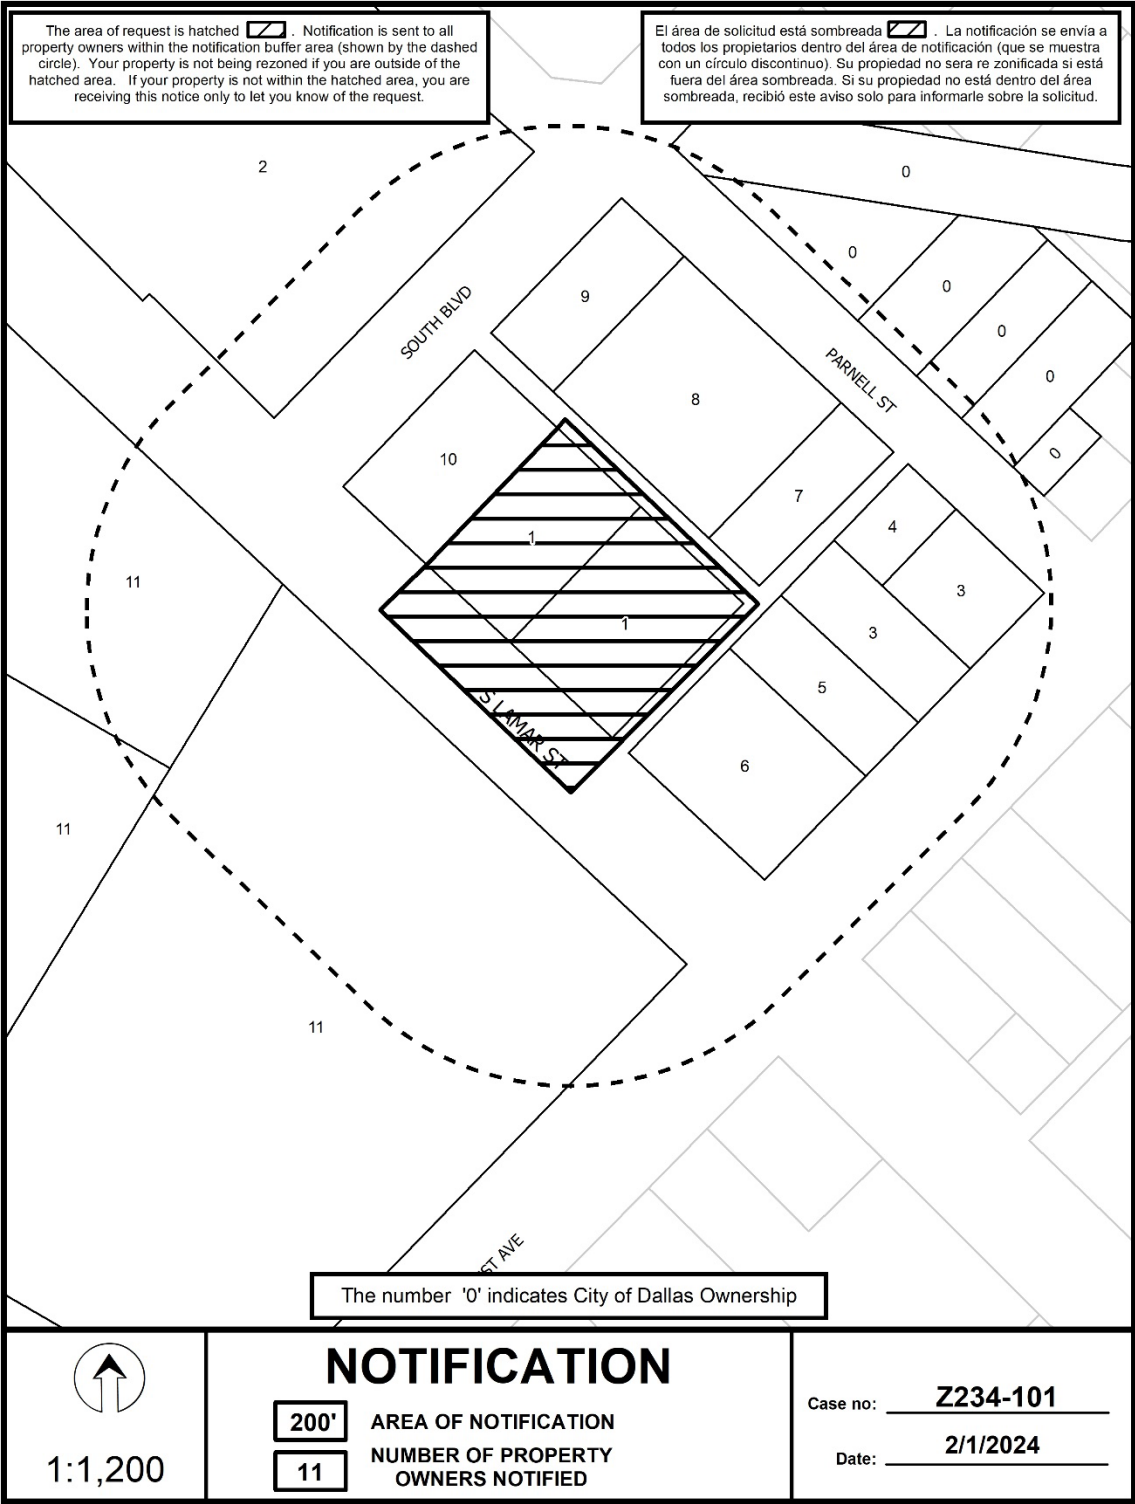 The area of request is hatched . Notification is sent to all
property owners within the notification buffer area (shown by the dashed
circle). Your property is not being rezoned if you are outside of the
hatched area. If your property is not within the hatched area, you are
receiving this notice only to let you know of the request.
El área de solicitud está sombreada . La notificación se envía a
todos los propietarios dentro del área de notificación (que se muestra
con un círculo discontinuo). Su propiedad no sera re zonificada si está
fuera del área sombreada. Si su propiedad no está dentro del área
sombreada, recibió este aviso solo para informarle sobre la solicitud.
2
0
0
0
9
SOUTH BLVD
0
PARNELL ST
0
8
0
10
7
4
1
11
3
1
3
5
S LAMAR ST
6
11
11
ST AVE
The number '0' indicates City of Dallas Ownership
1:1,200
NOTIFICATION
200' AREA OF NOTIFICATION
11 NUMBER OF PROPERTY
OWNERS NOTIFIED
Case no: Z234-101
Date: 2/1/2024